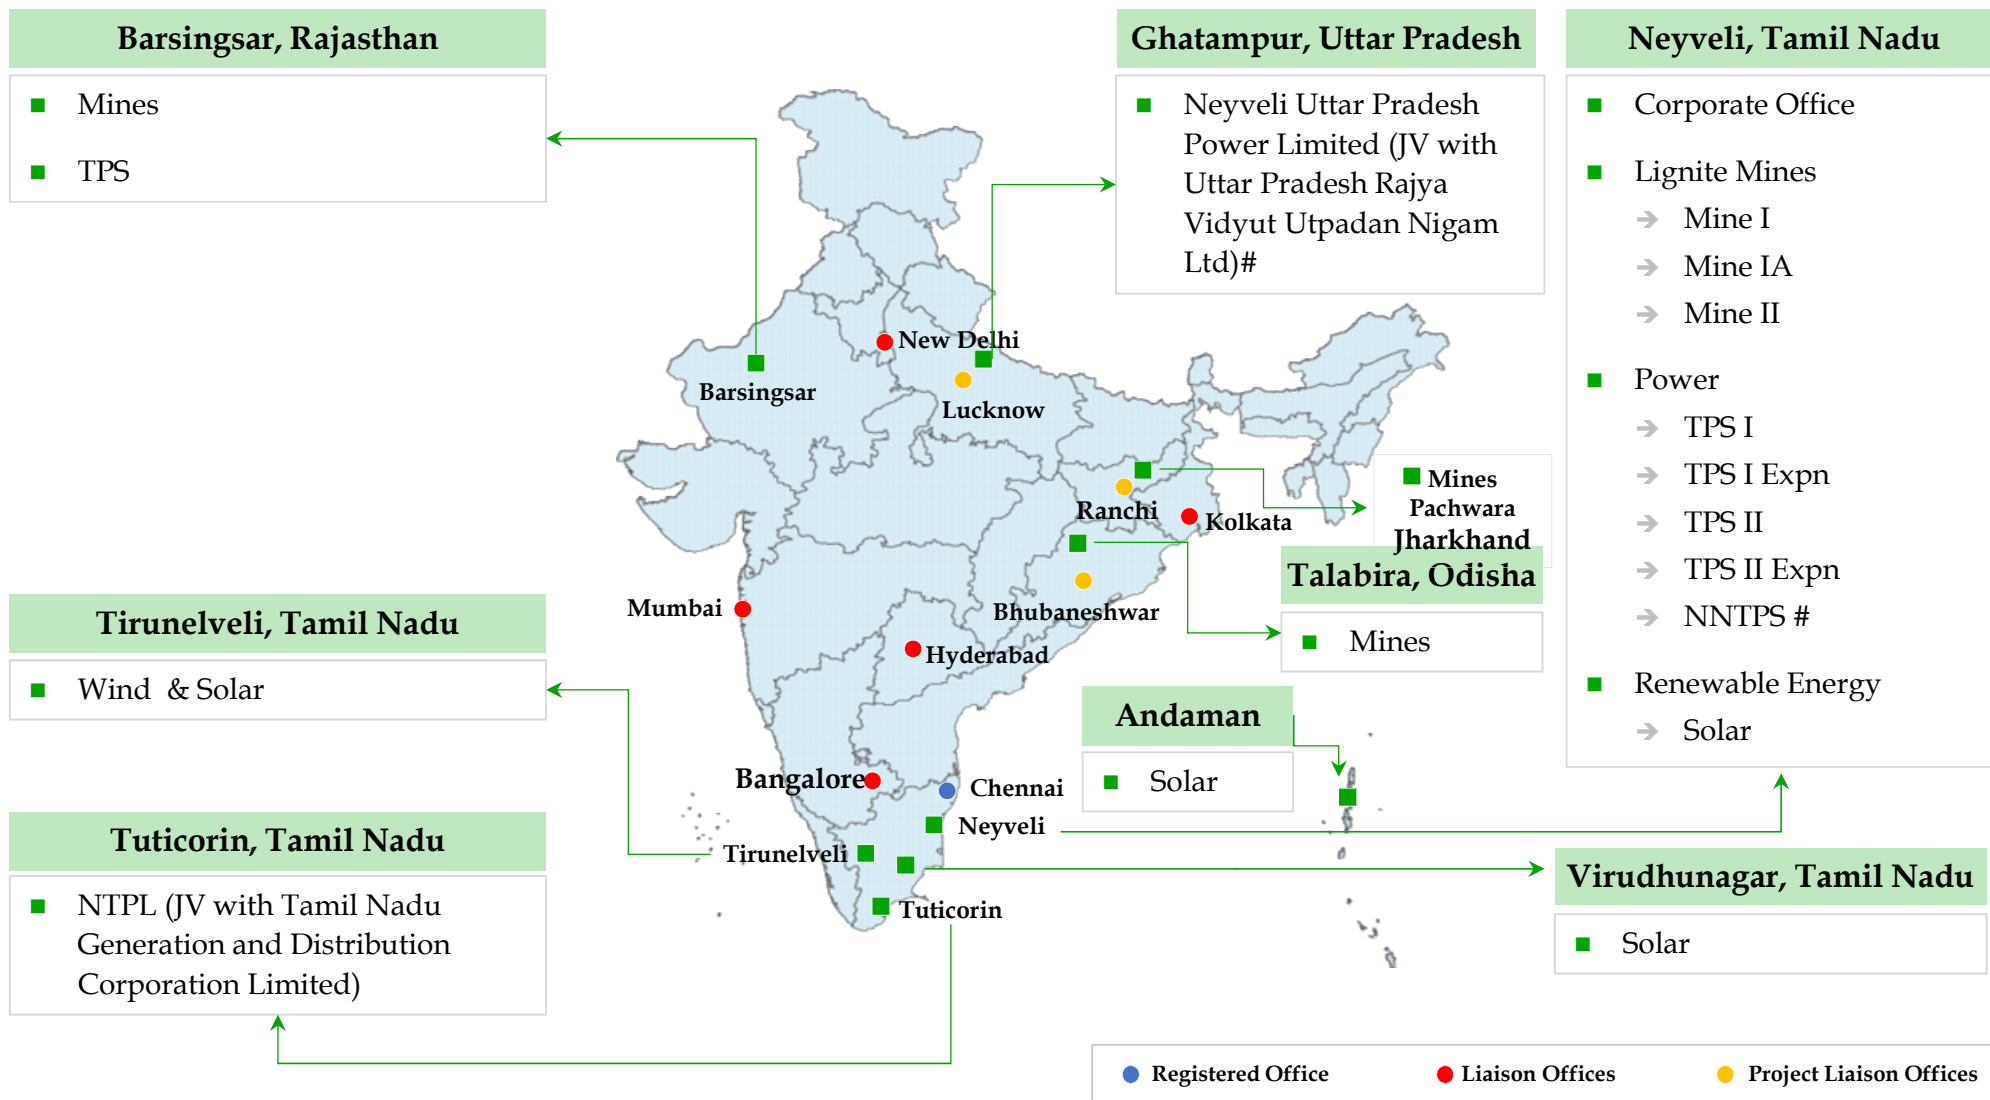 Barsingsar, Rajasthan
Mines
TPS
Ghatampur, Uttar Pradesh
Neyveli Uttar Pradesh
Power Limited (JV with
Uttar Pradesh Rajya
Vidyut Utpadan Nigam
Ltd)#
Neyveli, Tamil Nadu
Corporate Office
Lignite Mines
Mine I
Mine IA
Mine II
Power
TPS I
TPS I Expn
TPS II
TPS II Expn
NNTPS #
Renewable Energy
Solar
New Delhi
Barsingsar
Lucknow
Ranchi
Kolkata
Mines
Pachwara
Jharkhand
Talabira, Odisha
Mines
Bhubaneshwar
Mumbai
Hyderabad
Tirunelveli, Tamil Nadu
Wind & Solar
Andaman
Solar
Bangalore
Chennai
Neyveli
Tirunelveli
Tuticorin
Tuticorin, Tamil Nadu
NTPL (JV with Tamil Nadu
Generation and Distribution
Corporation Limited)
Virudhunagar, Tamil Nadu
Solar
Registered Office
Liaison Offices
Project Liaison Offices